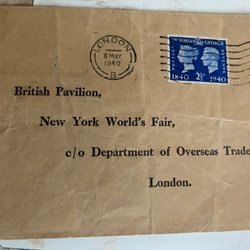 LONDON
8 MAY
1940
B
VICTORIA GEORGE
POSTAGE
1840 2½ 1940
British Pavilion,
New York World's Fair,
c/o Department of Overseas Trade
London.